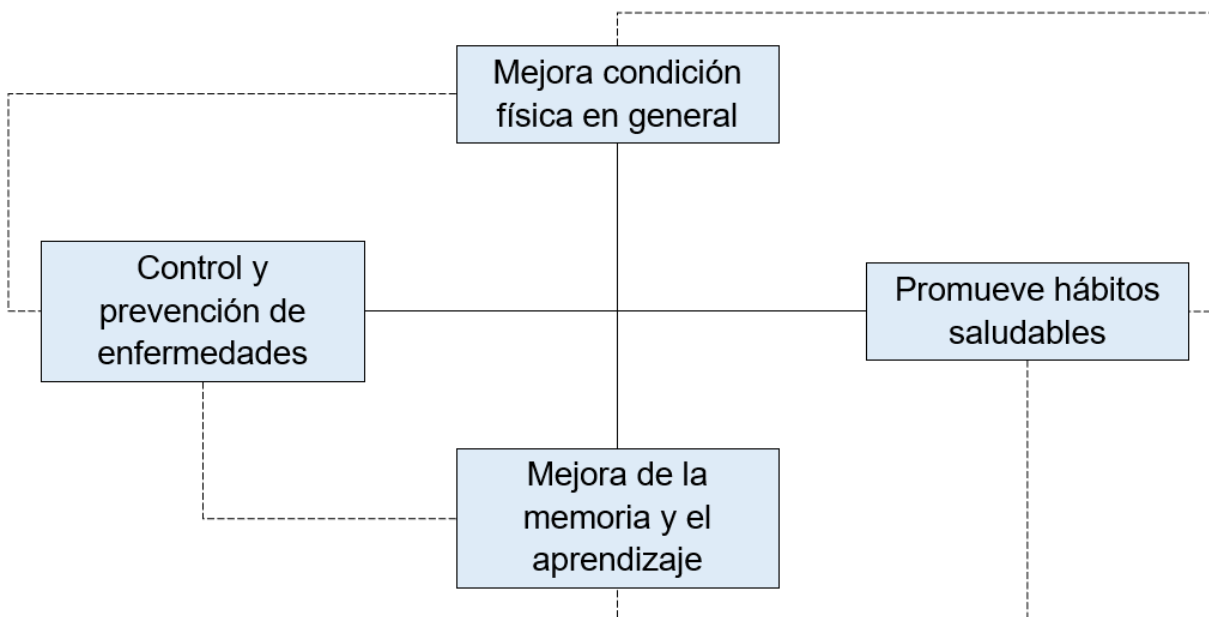 Mejora condición
física en general
Control y
prevención de
enfermedades
Promueve hábitos
saludables
Mejora de la
memoria y el
aprendizaje